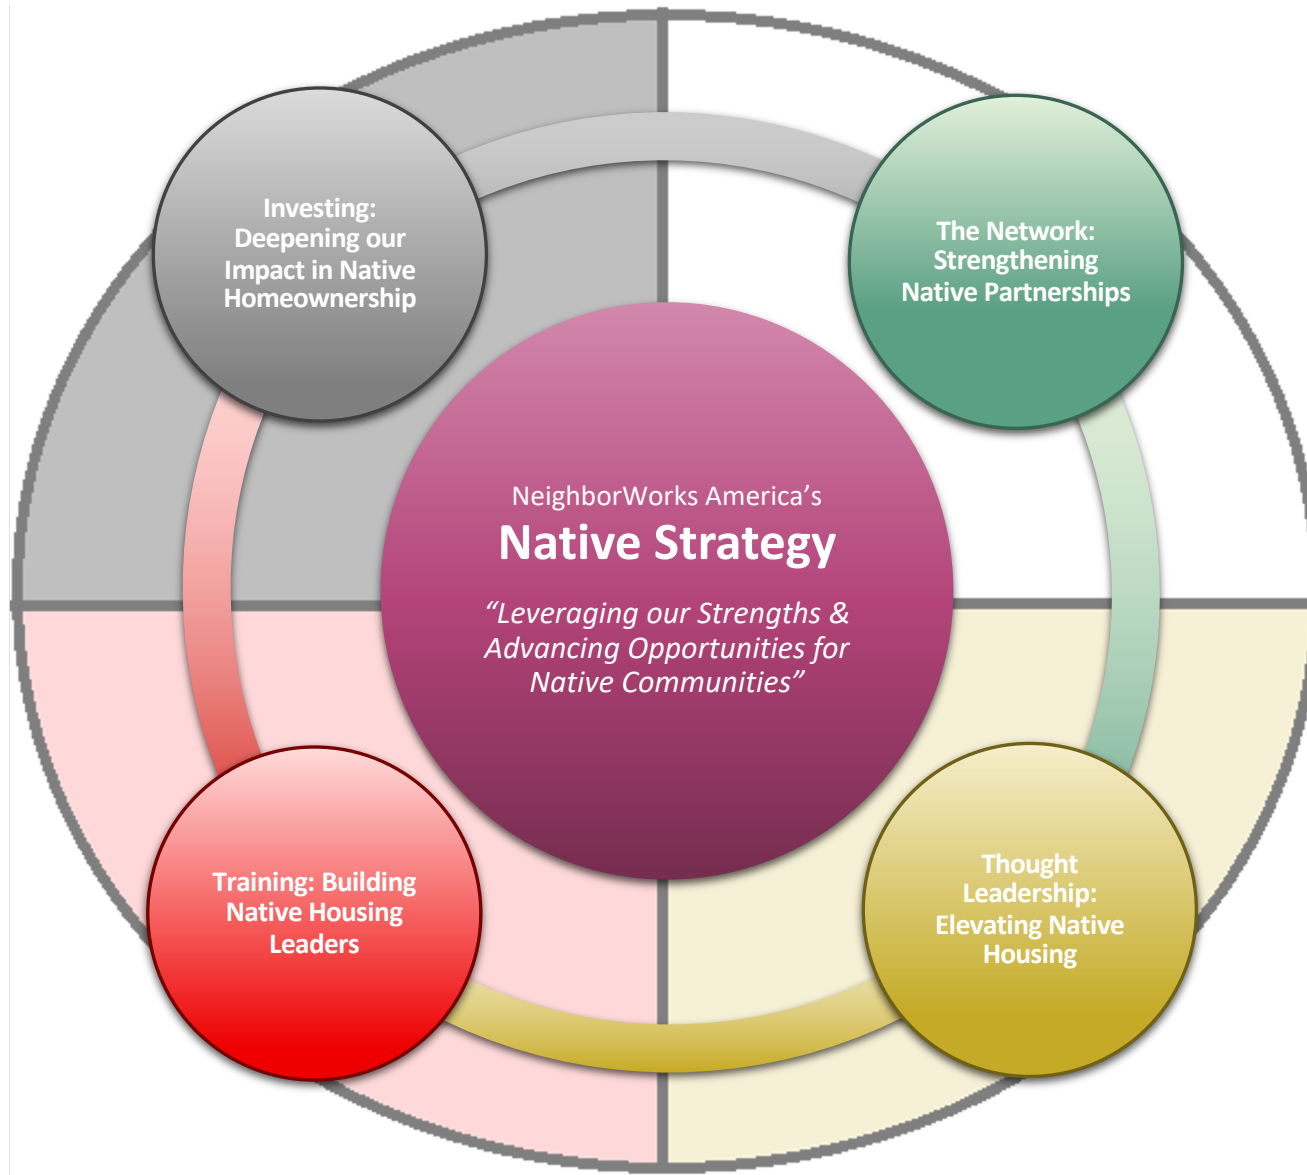 Investing:
Deepening our
Impact in Native
Homeownership
The Network:
Strengthening
Native Partnerships
NeighborWorks America’s
Native Strategy
“Leveraging our Strengths &
Advancing Opportunities for
Native Communities”
Training: Building
Native Housing
Leaders
Thought
Leadership:
Elevating Native
Housing